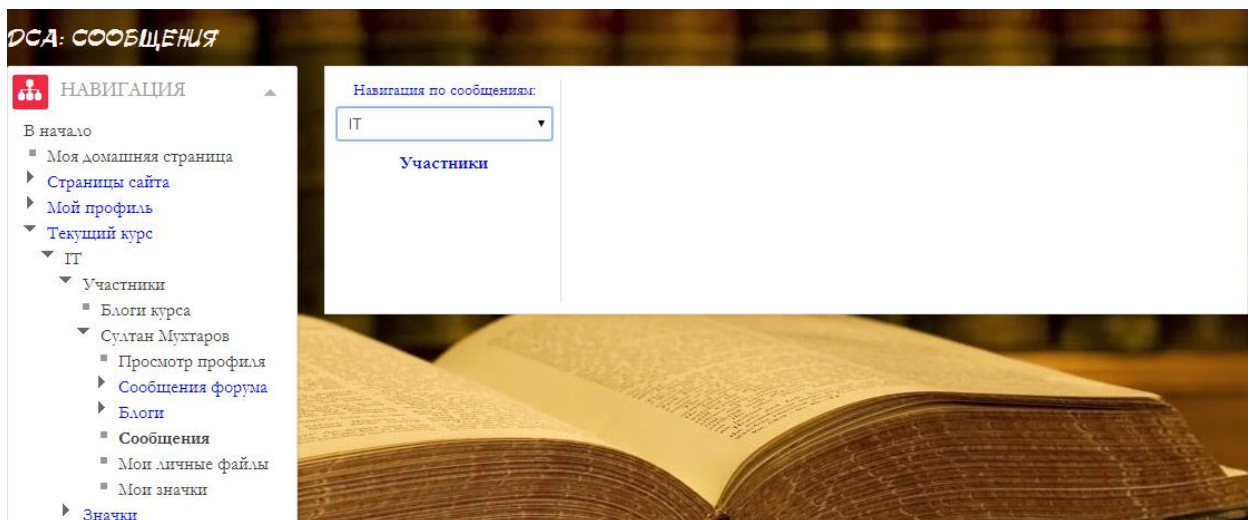 DCA: СООБЩЕНИЯ
НАВИГАЦИЯ
В начало
Моя домашняя страница
Страницы сайта
Мой профиль
Текущий курс
IT
Участники
Блоги курса
Султан Мухтаров
Просмотр профиля
Сообщения форума
Блоги
Сообщения
Мои личные файлы
Мои значки
Значки
Навигация по сообщениям:
IT
Участники